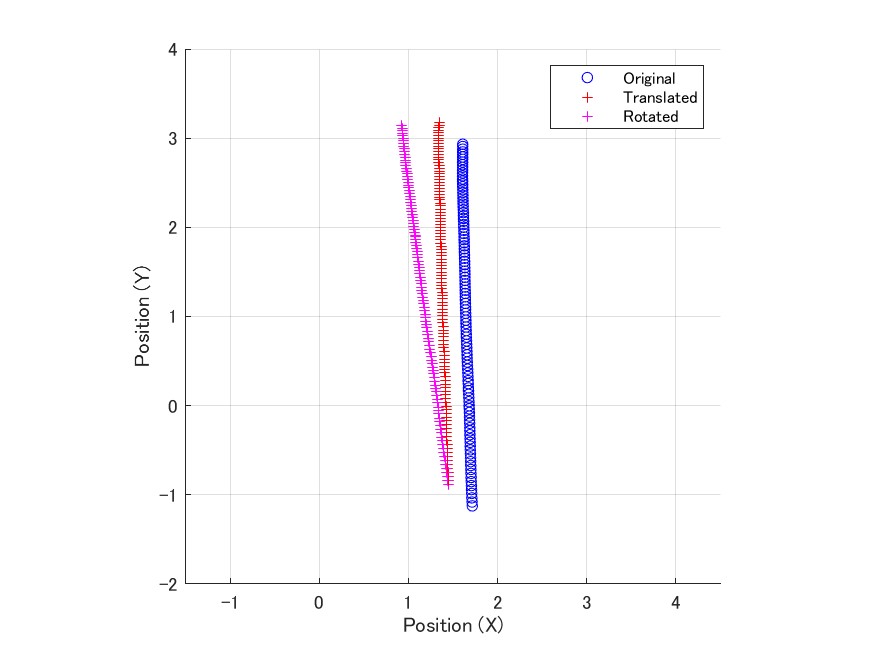 4
3
2
1
0
−1
−2
Position (Y)
Original
Translated
Rotated
−1 0 1 2 3 4
Position (X)